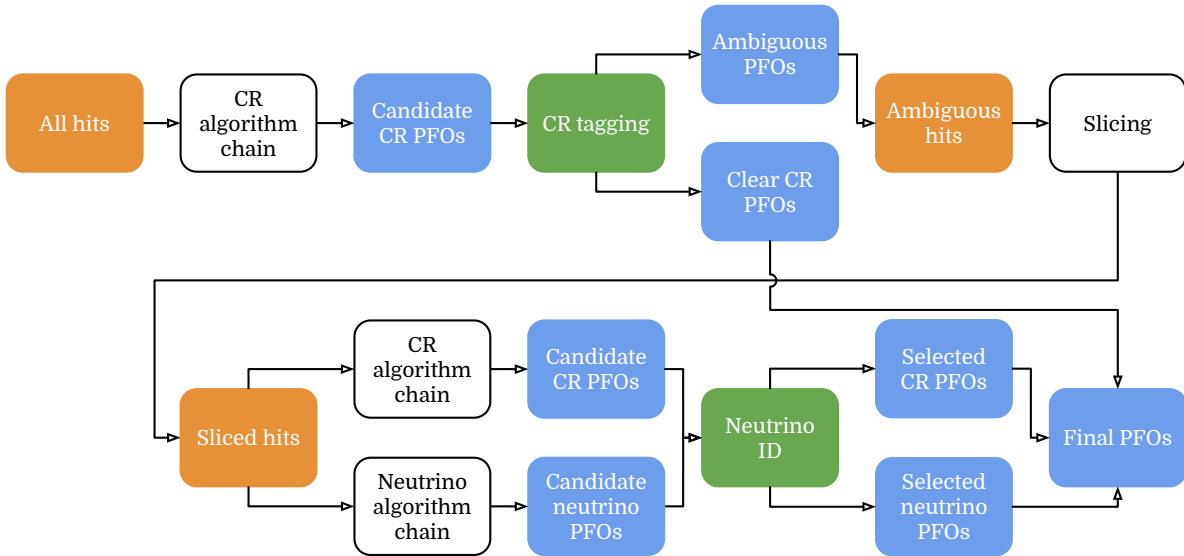 All hits
CR
algorithm
chain
Candidate
CR PFOs
CR tagging
Ambiguous
PFOs
Clear CR
PFOs
Ambiguous
hits
Slicing
Sliced hits
CR
algorithm
chain
Neutrino
algorithm
chain
Candidate
CR PFOs
Candidate
neutrino
PFOs
Neutrino
ID
Selected
CR PFOs
Selected
neutrino
PFOs
Final PFOs